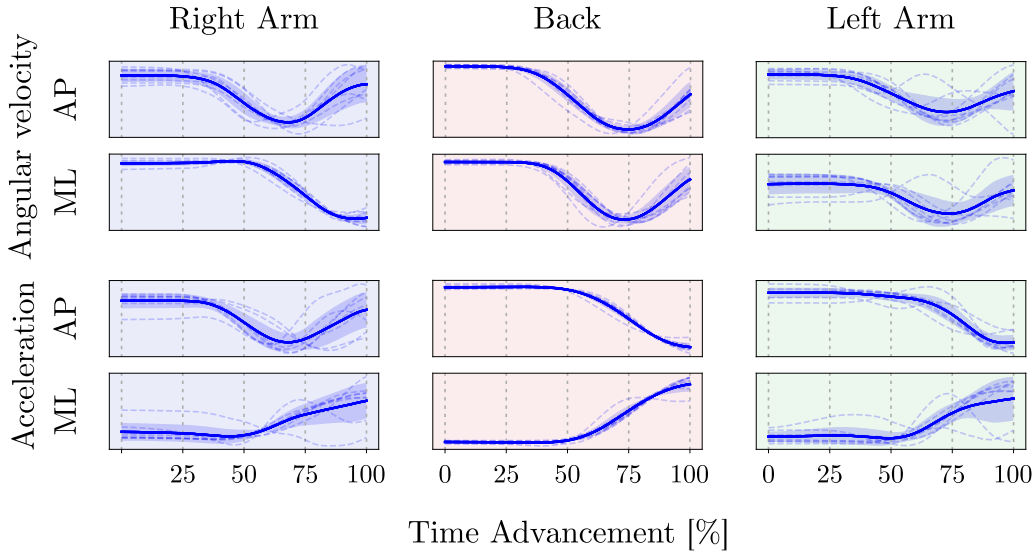 Right Arm Back Left Arm
Angular velocity
AP
ML
Acceleration
AP
ML
25 50 75 100 0 25 50 75 100 0 25 50 75 100
Time Advancement [%]